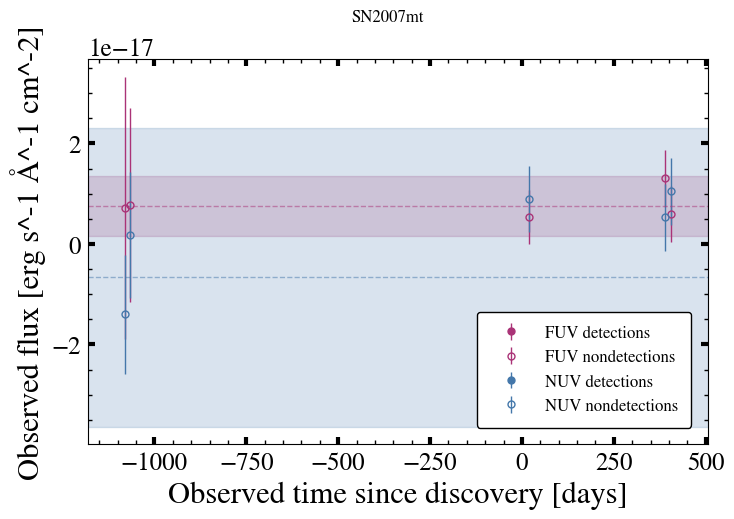 SN2007mt
1e−17
Observed flux [erg s^-1 Å^-1 cm^-2]
2
0
−2
FUV detections
FUV nondetections
NUV detections
NUV nondetections
−1000 −750 −500 −250 0 250 500
Observed time since discovery [days]